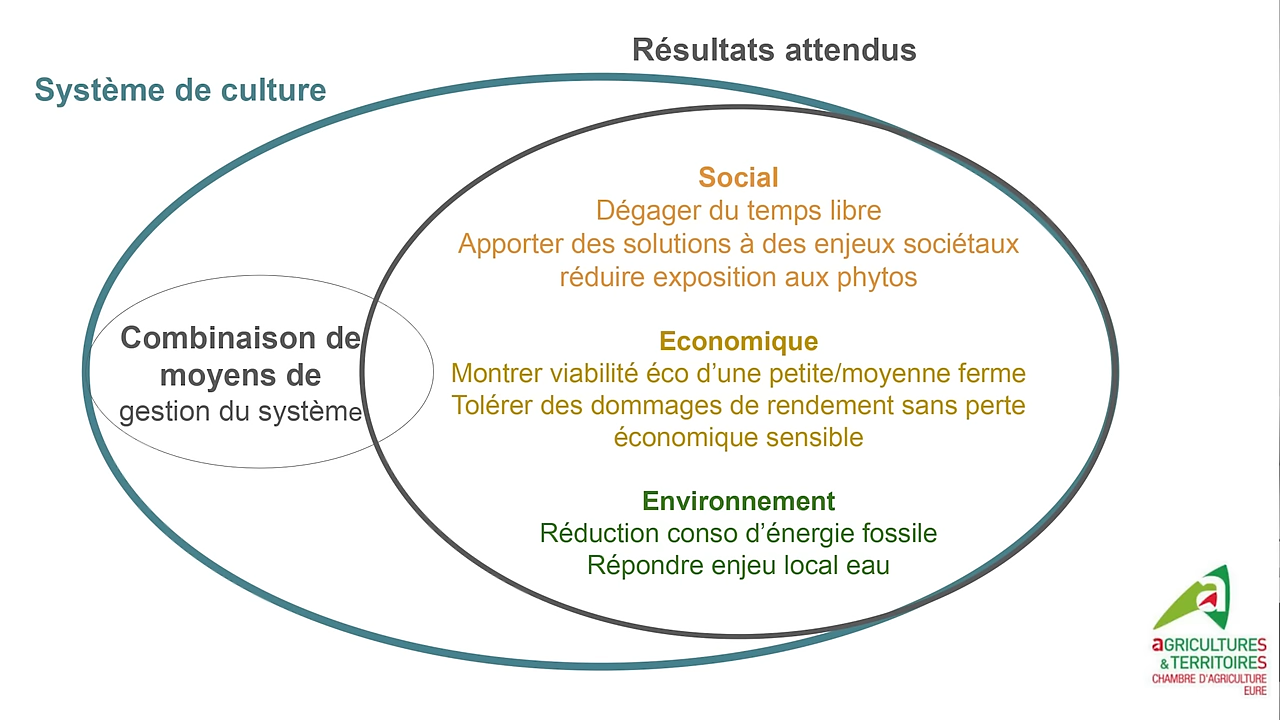 Résultats attendus
Système de culture
Social
Dégager du temps libre
Apporter des solutions à des enjeux sociétaux
réduire exposition aux phytos
Combinaison de
moyens de
gestion du système
Economique
Montrer viabilité éco d’une petite/moyenne ferme
Tolérer des dommages de rendement sans perte
économique sensible
Environnement
Réduction conso d’énergie fossile
Répondre enjeu local eau
a
aGRICULTURES
& TERRITOIRES
CHAMBRE D'AGRICULTURE
EURE